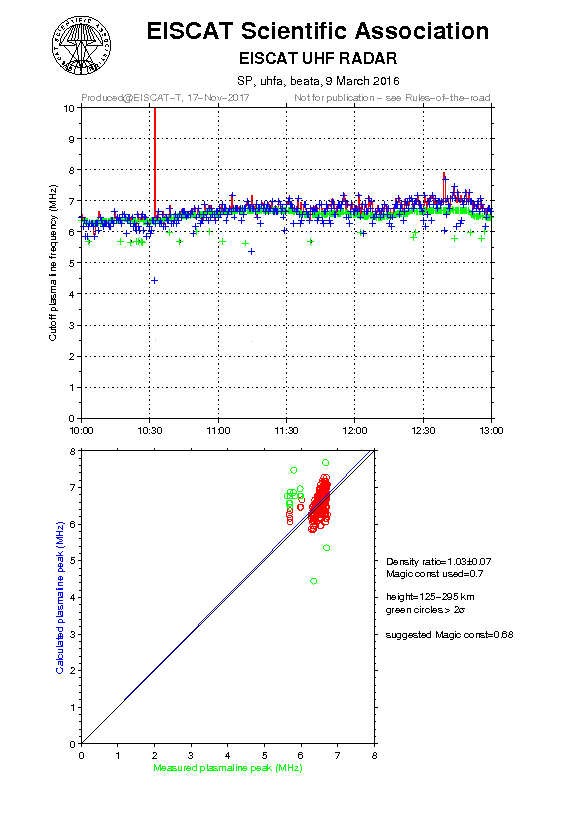 EISCAT Scientific Association
EISCAT UHF RADAR
SP, uhfa, beata, 9 March 2016
Produced@EISCAT-T, 17-Nov-2017
Not for publication - see Rules-of-the-road
Cutoff plasmaline frequency (MHz)
10
9
8
7
6
5
4
3
2
1
0
10:00 10:30 11:00 11:30 12:00 12:30 13:00
Calculated plasmaline peak (MHz)
8
7
6
5
4
3
2
1
0
0 1 2 3 4 5 6 7 8
Measured plasmaline peak (MHz)
Density ratio=1.03±0.07
Magic const used=0.7
height=125-295 km
green circles > 2σ
suggested Magic const=0.68